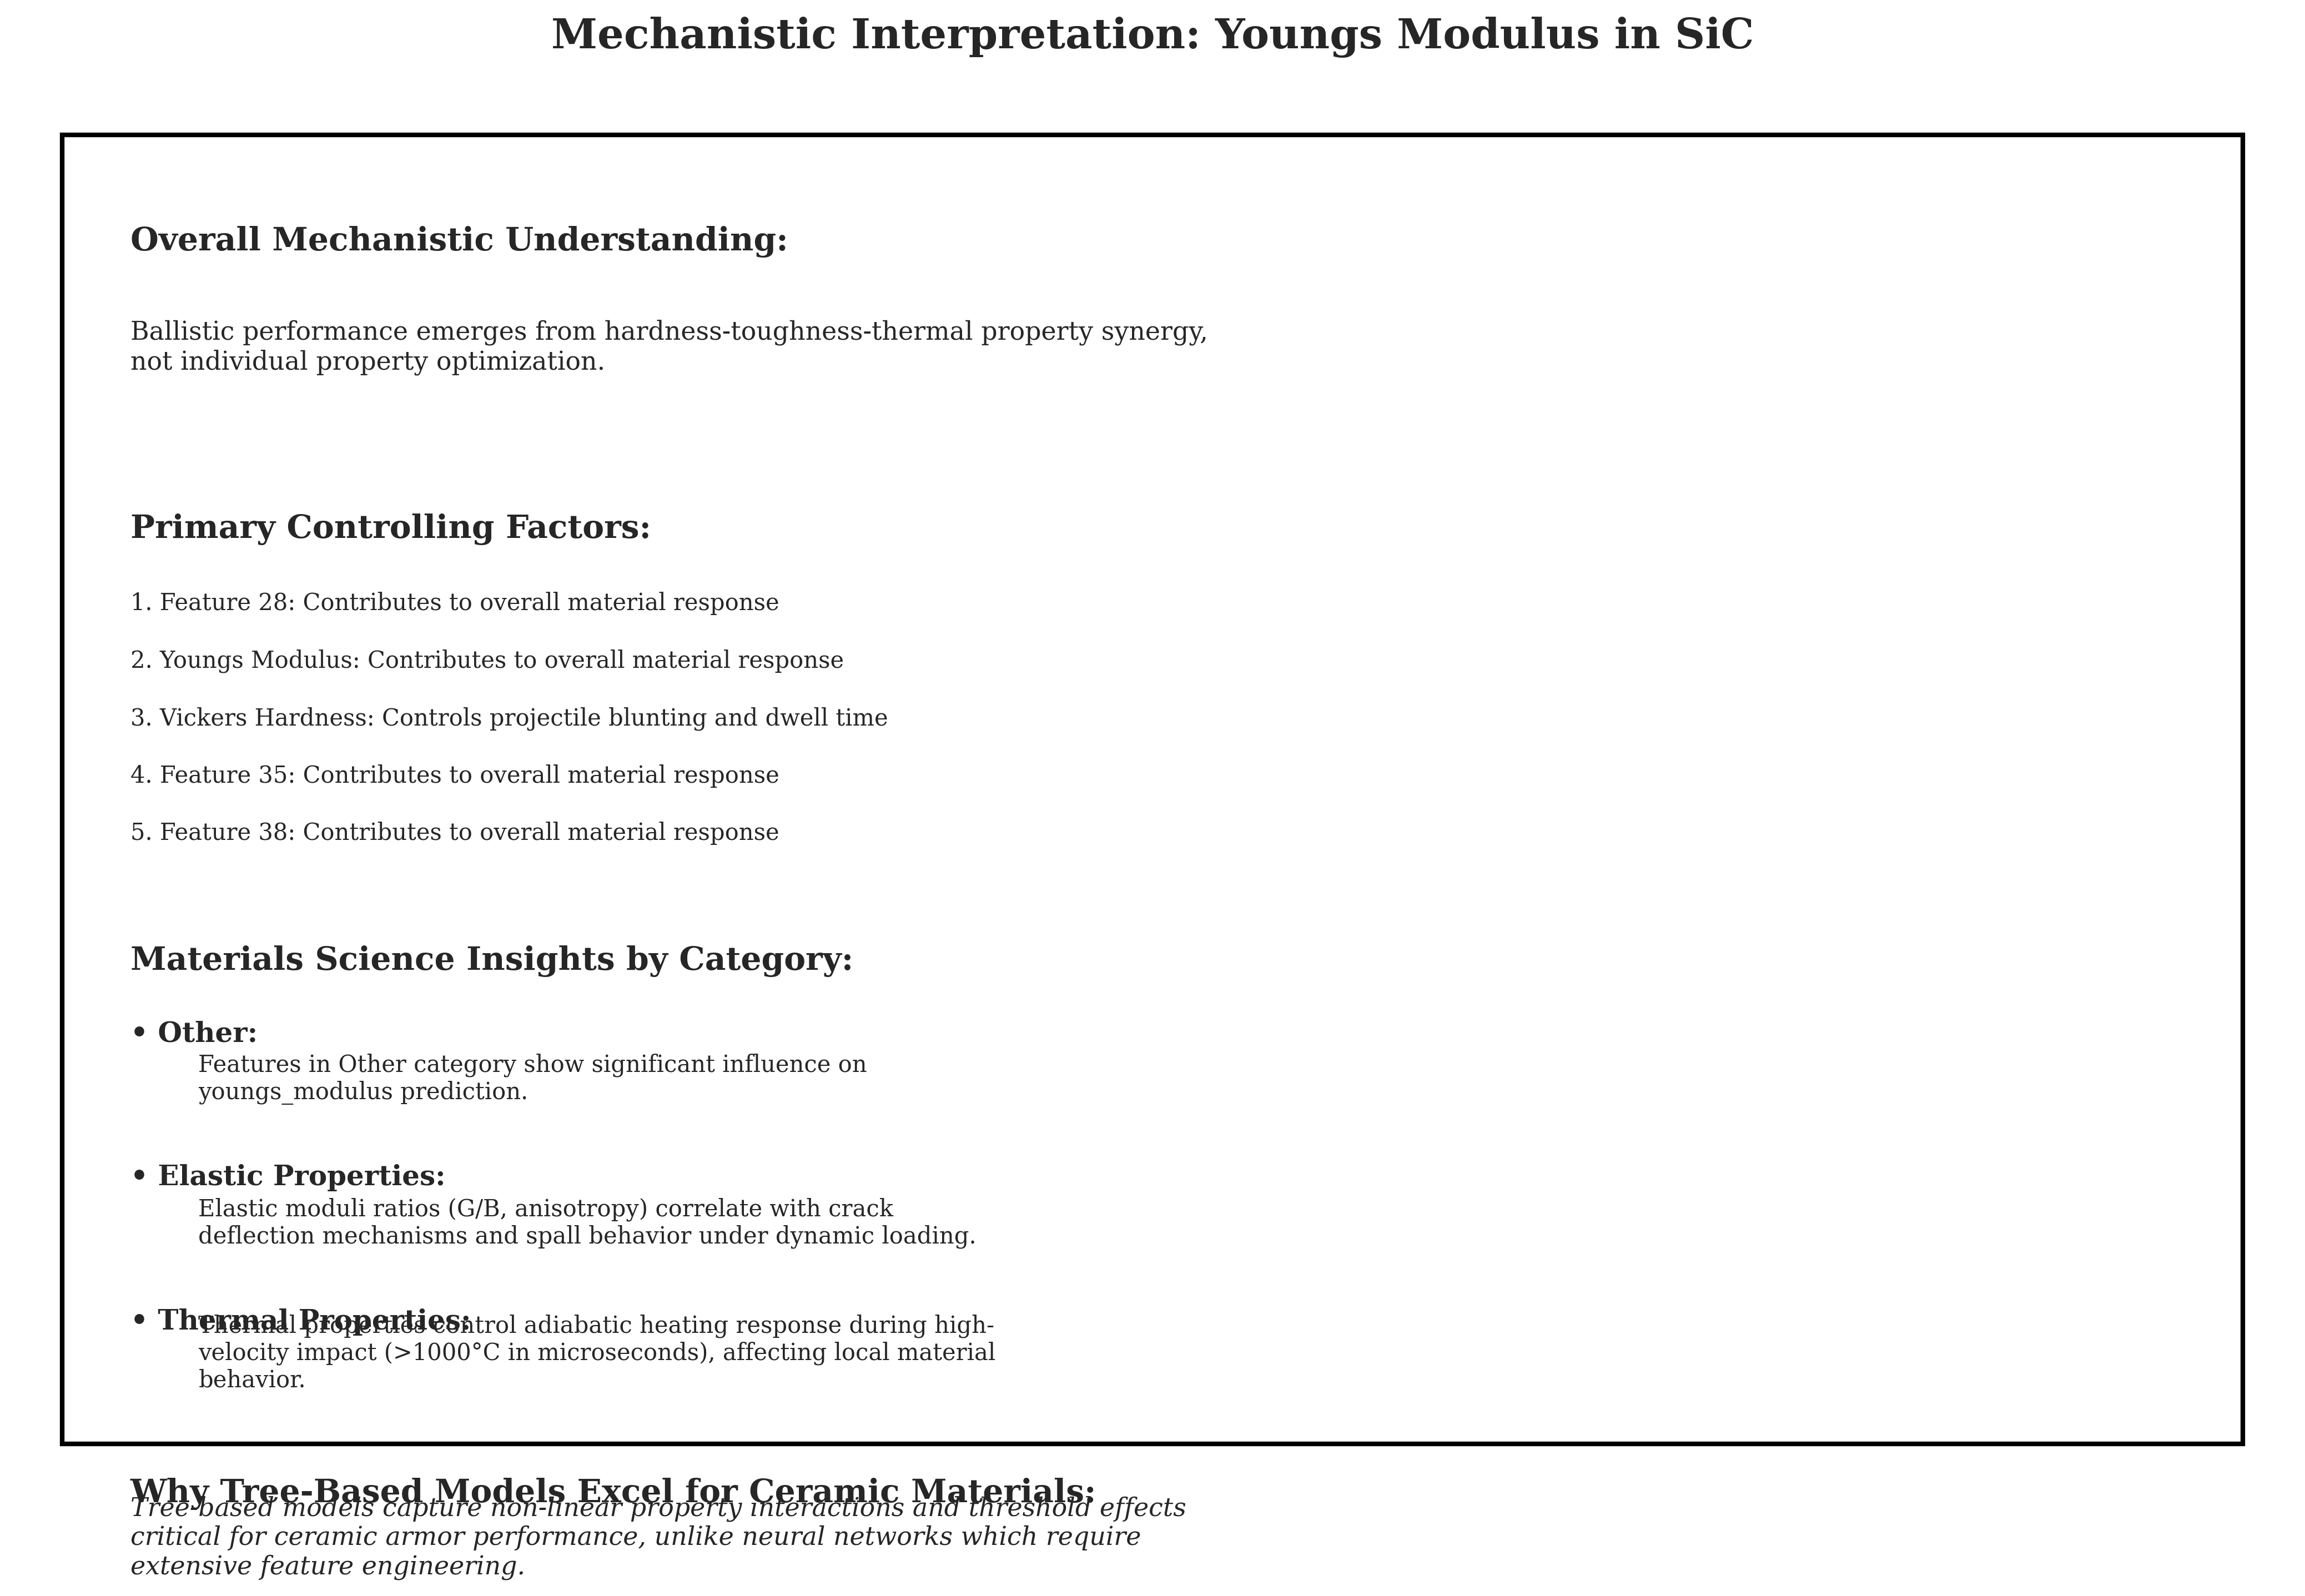 Mechanistic Interpretation: Youngs Modulus in SiC
Overall Mechanistic Understanding:
Ballistic performance emerges from hardness-toughness-thermal property synergy,
not individual property optimization.
Primary Controlling Factors:
1. Feature 28: Contributes to overall material response
2. Youngs Modulus: Contributes to overall material response
3. Vickers Hardness: Controls projectile blunting and dwell time
4. Feature 35: Contributes to overall material response
5. Feature 38: Contributes to overall material response
Materials Science Insights by Category:
• Other:
Features in Other category show significant influence on
youngs_modulus prediction.
• Elastic Properties:
Elastic moduli ratios (G/B, anisotropy) correlate with crack
deflection mechanisms and spall behavior under dynamic loading.
• Thermal Properties:
Thermal properties control adiabatic heating response during high-
velocity impact (>1000°C in microseconds), affecting local material
behavior.
Why Tree-Based Models Excel for Ceramic Materials:
Tree-based models capture non-linear property interactions and threshold effects
critical for ceramic armor performance, unlike neural networks which require
extensive feature engineering.